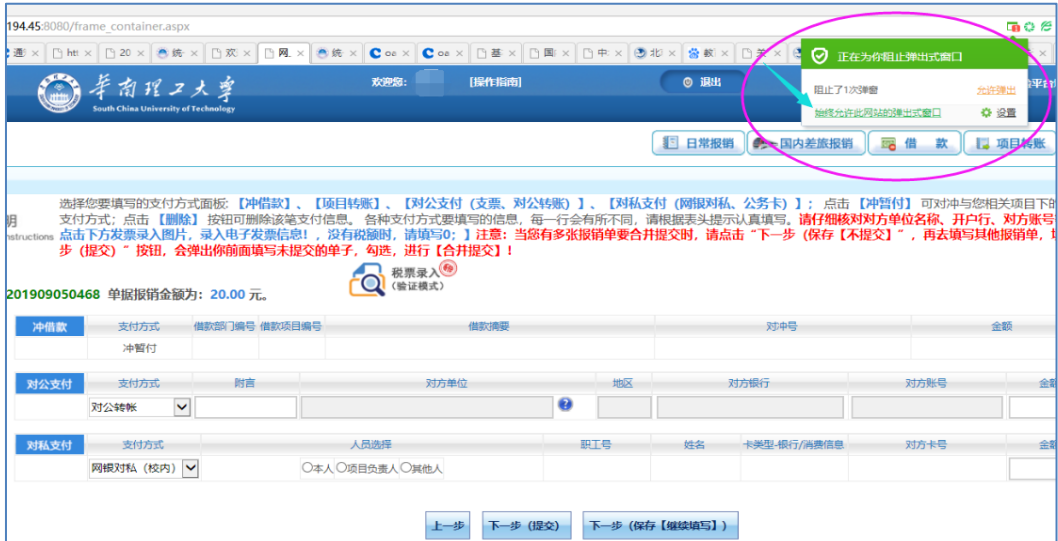 194.45:8080/frame_container.aspx
htt
20
统
欢
网.
统
基
国
中
北
教
关
正在为你阻止弹出式窗口
阻止了1次弹窗 允许弹出
始终允许此网站的弹出式窗口 设置
华南理工大学
South China University of Technology
欢迎您: [操作指南] 退出
日常报销 国内差旅报销 借 款 项目转账
选择您要填写的支付方式面板: 【冲借款】、【项目转账】、【对公支付 (支票、对公转账) 】、【对私支付 (网银对私、公务卡) 】; 点击 【冲暂付】 可对冲与您相关项目下的
明 支付方式; 点击 【删除】 按钮可删除该笔支付信息。 各种支付方式要填写的信息, 每一行会有所不同, 请根据表头提示认真填写。请仔细核对对方单位名称、开户行、对方账号
nstructions 点击下方发票录入图片, 录入电子发票信息! , 没有税额时, 请填写0; 】注意: 当您有多张报销单要合并提交时, 请点击 “下一步 (保存【不提交】 ” , 再去填写其他报销单,
步 (提交) ” 按钮, 会弹出你前面填写未提交的单子, 勾选, 进行【合并提交】!
税票录入
(验证模式)
201909050468 单据报销金额为: 20.00 元。
冲借款 支付方式 借款部门编号 借款项目编号 借款摘要 对冲号 金额
冲暂付
对公支付 支付方式 附言 对方单位 地区 对方银行 对方账号 金额
对公转帐
对私支付 支付方式 人员选择 职工号 姓名 卡类型-银行/消费信息 对方卡号 金额
网银对私 (校内) 本人 项目负责人 其他人
上一步 下一步 (提交) 下一步 (保存【继续填写】)